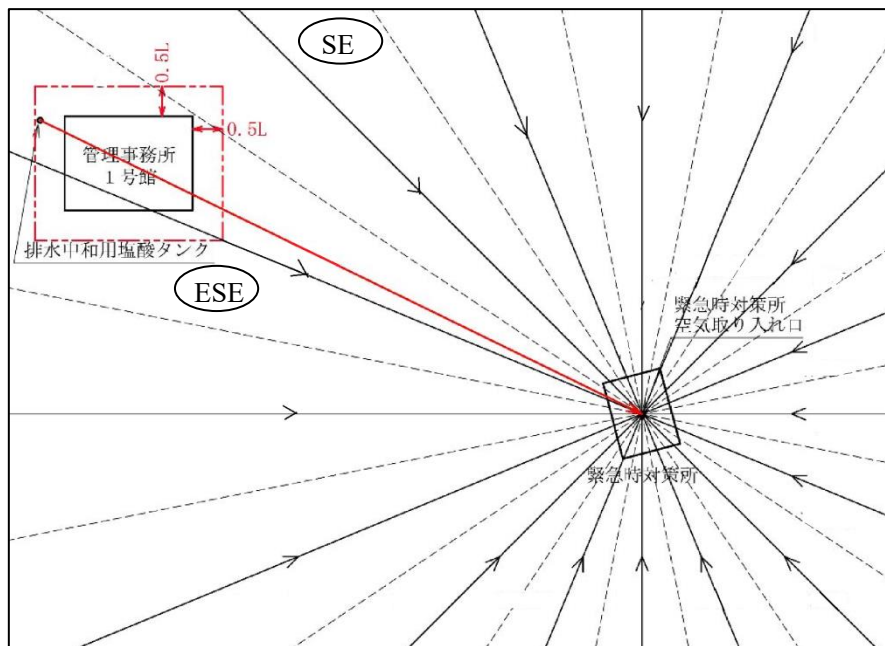 SE
0.5L
0.5L
管理事務所
1号館
排水中和用塩酸タンク
ESE
緊急時対策所
空気取り入れ口
緊急時対策所